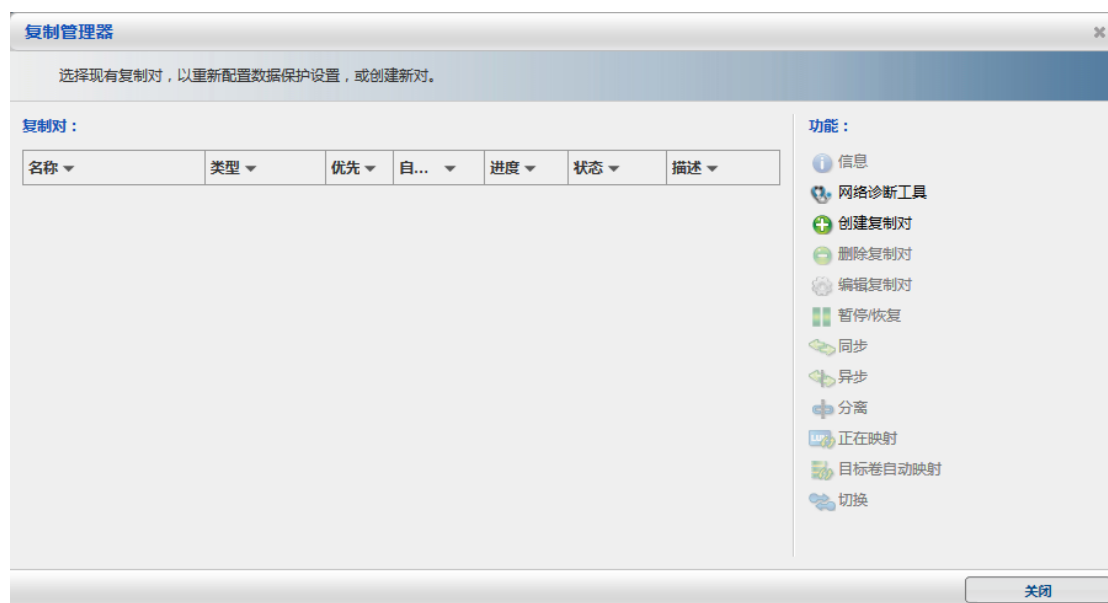 复制管理器
选择现有复制对，以重新配置数据保护设置，或创建新对。
复制对：
名称 类型 优先 自... 进度 状态 描述
功能：
信息
网络诊断工具
创建复制对
删除复制对
编辑复制对
暂停/恢复
同步
异步
分离
正在映射
目标卷自动映射
切换
关闭